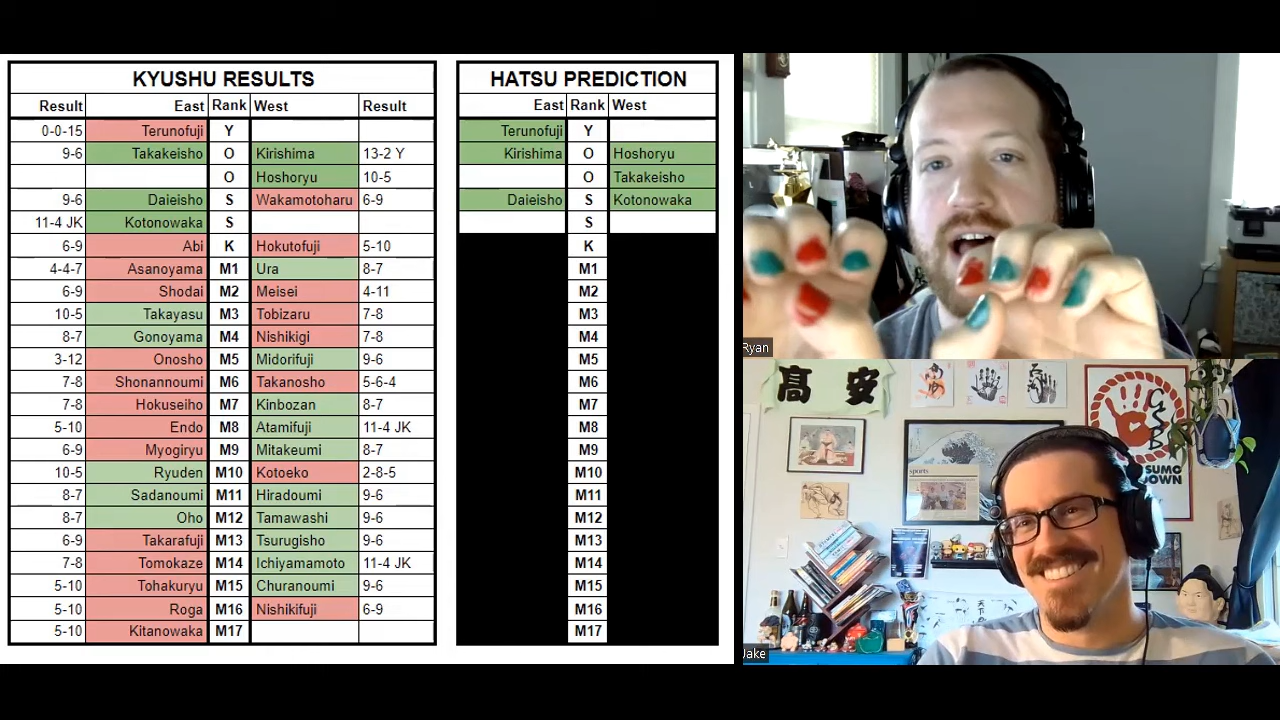 KYUSHU RESULTS
Result East Rank West Result
0-0-15 Terunofuji Y
9-6 Takakeisho O Kirishima 13-2 Y
O Hoshoryu 10-5
9-6 Daieisho S Wakamotoharu 6-9
11-4 JK Kotonowaka S
6-9 Abi K Hokutofuji 5-10
4-4-7 Asanoyama M1 Ura 8-7
6-9 Shodai M2 Meisei 4-11
10-5 Takayasu M3 Tobizaru 7-8
8-7 Gonoyama M4 Nishikigi 7-8
3-12 Onosho M5 Midorifuji 9-6
7-8 Shonannoumi M6 Takanosho 5-6-4
7-8 Hokuseiho M7 Kinbozan 8-7
5-10 Endo M8 Atamifuji 11-4 JK
6-9 Myogiryu M9 Mitakeumi 8-7
10-5 Ryuden M10 Kotoeko 2-8-5
8-7 Sadanoumi M11 Hiradoumi 9-6
8-7 Oho M12 Tamawashi 9-6
6-9 Takarafuji M13 Tsurugisho 9-6
7-8 Tomokaze M14 Ichiyamamoto 11-4 JK
5-10 Tohakuryu M15 Churanoumi 9-6
5-10 Roga M16 Nishikifuji 6-9
5-10 Kitanowaka M17
HATSU PREDICTION
East Rank West
Terunofuji Y
Kirishima O Hoshoryu
O Takakeisho
Daieisho S Kotonowaka
S
K
M1
M2
M3
M4
M5
M6
M7
M8
M9
M10
M11
M12
M13
M14
M15
M16
M17
Ryan
髙安
sports
GSB
SUMO
DOWN
Jake